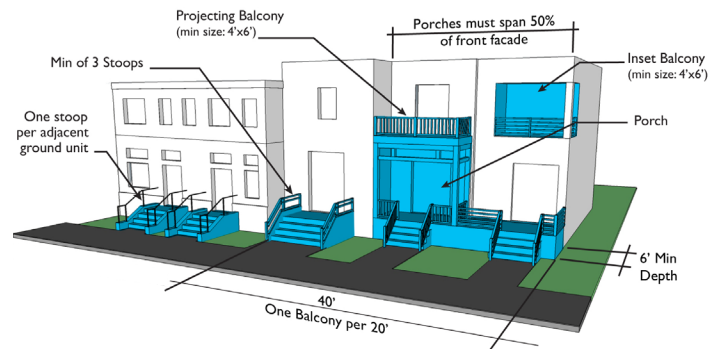 Projecting Balcony
(min size: 4'x6')
Porches must span 50%
of front facade
Inset Balcony
(min size: 4'x6')
Min of 3 Stoops
One stoop
per adjacent
ground unit
Porch
6' Min
Depth
40'
One Balcony per 20'